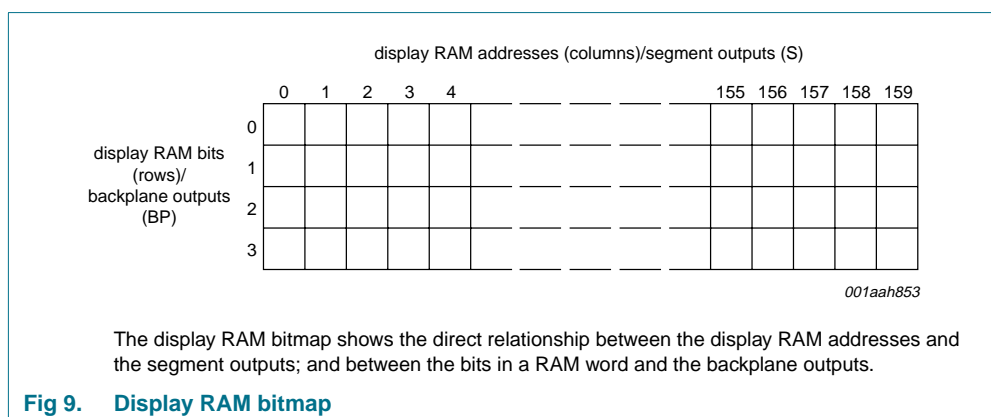 display RAM addresses (columns)/segment outputs (S)
0 1 2 3 4 155 156 157 158 159
0
display RAM bits
(rows)/
1
backplane outputs
2
(BP)
3
001aah853
The display RAM bitmap shows the direct relationship between the display RAM addresses and
the segment outputs; and between the bits in a RAM word and the backplane outputs.
Fig 9. Display RAM bitmap